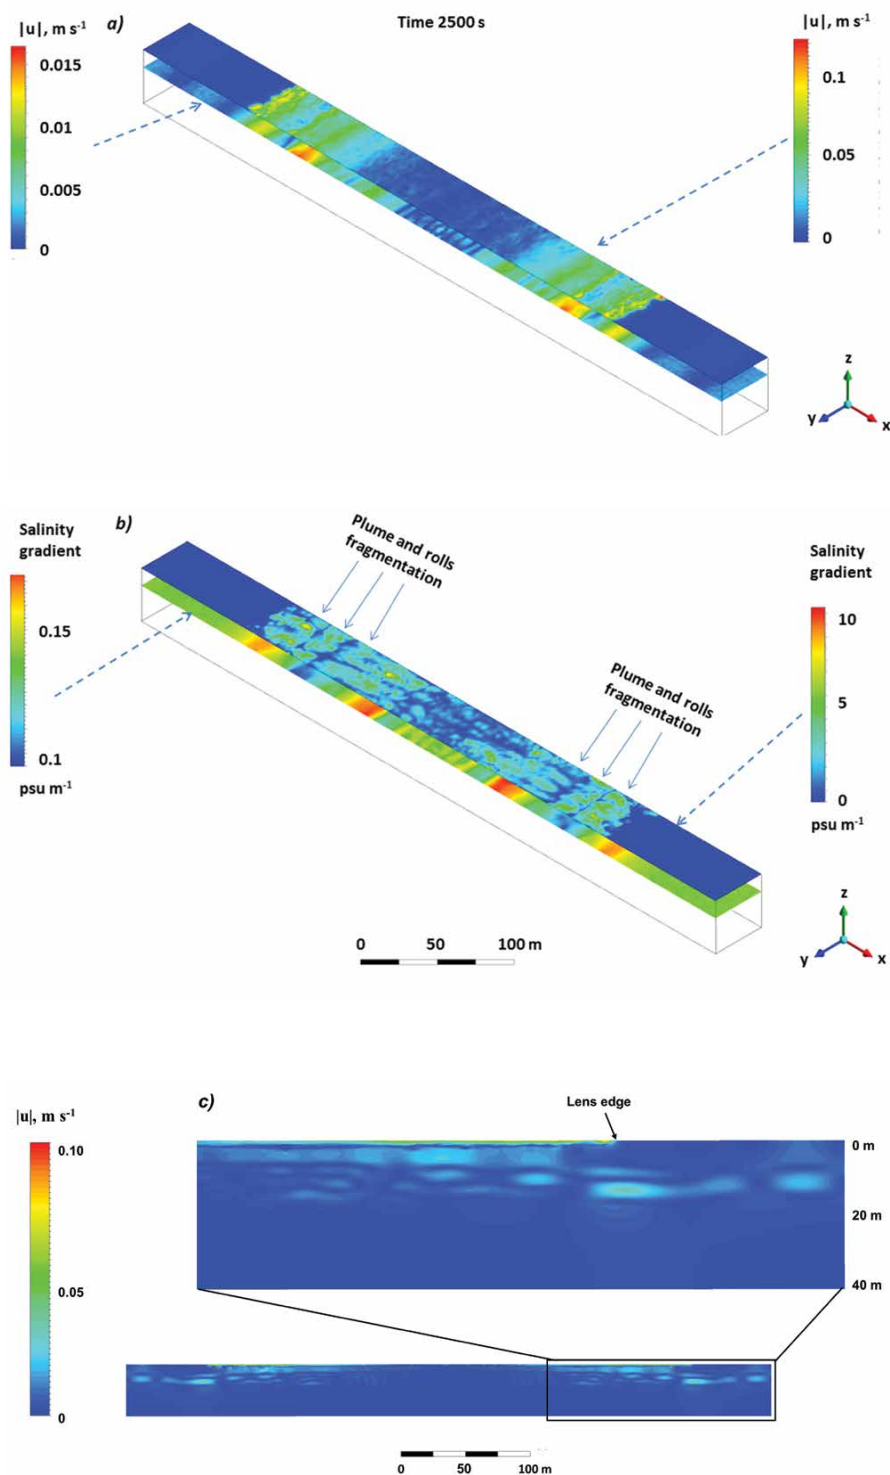 a)
Time 2500 s
|u|, m s⁻¹
0.015
0.01
0.005
0
|u|, m s⁻¹
0.1
0.05
0
z
y
x
b)
Salinity
gradient
0.15
0.1
psu m⁻¹
Plume and rolls
fragmentation
Plume and rolls
fragmentation
Salinity
gradient
10
5
0
psu m⁻¹
z
y
x
0 50 100 m
c)
|u|, m s⁻¹
0.10
0.05
0
Lens edge
0 m
20 m
40 m
0 50 100 m